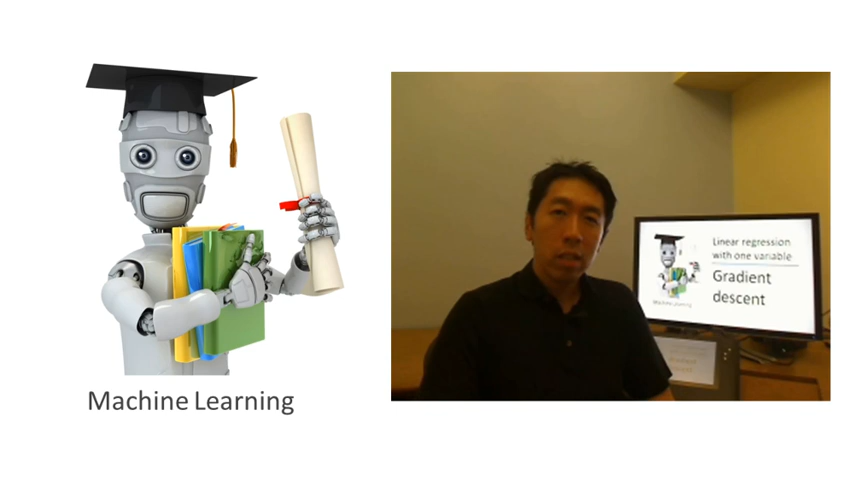 Machine Learning
Linear regression
with one variable
Gradient
descent
Machine Learning